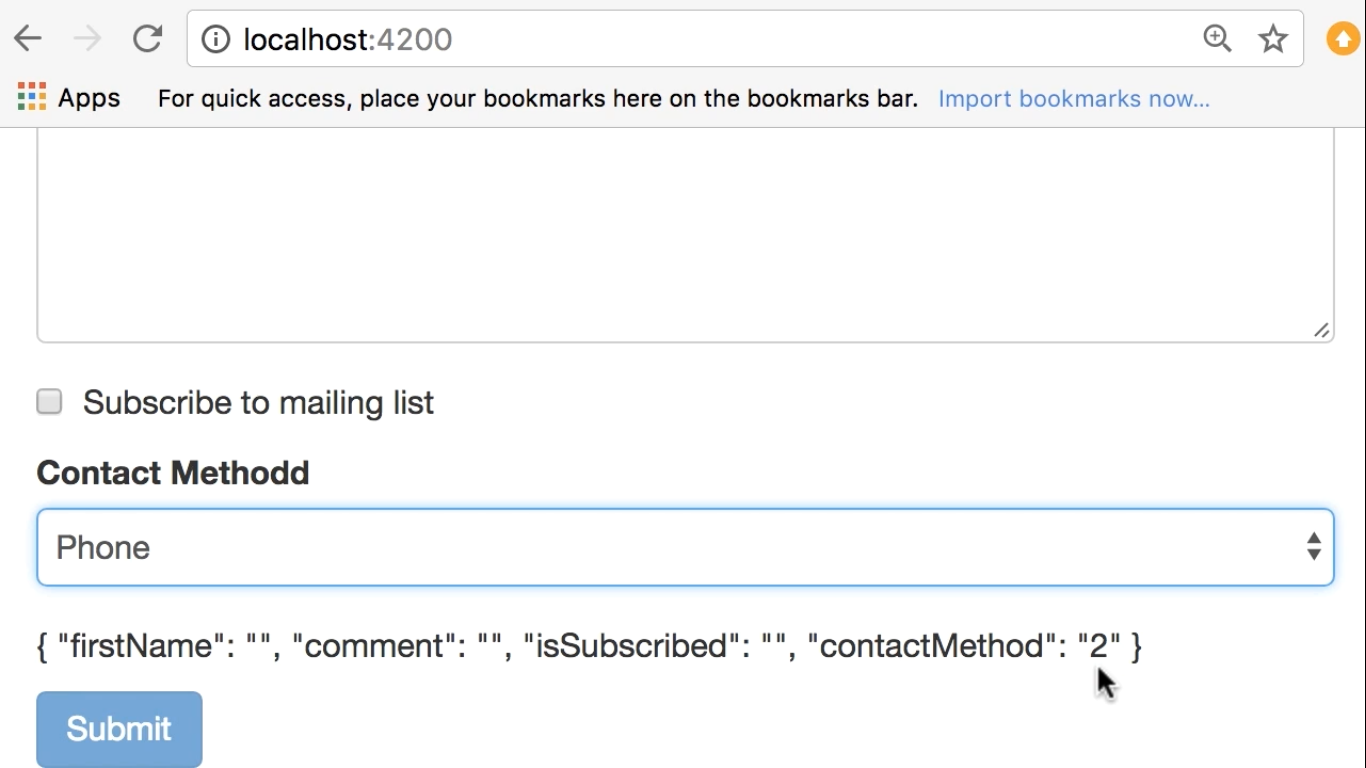 localhost:4200
Apps For quick access, place your bookmarks here on the bookmarks bar. Import bookmarks now...
Subscribe to mailing list
Contact Methodd
Phone
{ "firstName": "", "comment": "", "isSubscribed": "", "contactMethod": "2" }
Submit